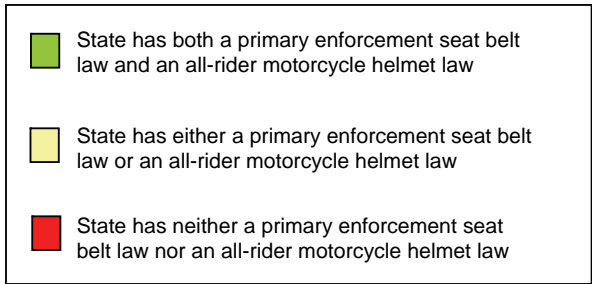 State has both a primary enforcement seat belt
law and an all-rider motorcycle helmet law
State has either a primary enforcement seat belt
law or an all-rider motorcycle helmet law
State has neither a primary enforcement seat
belt law nor an all-rider motorcycle helmet law